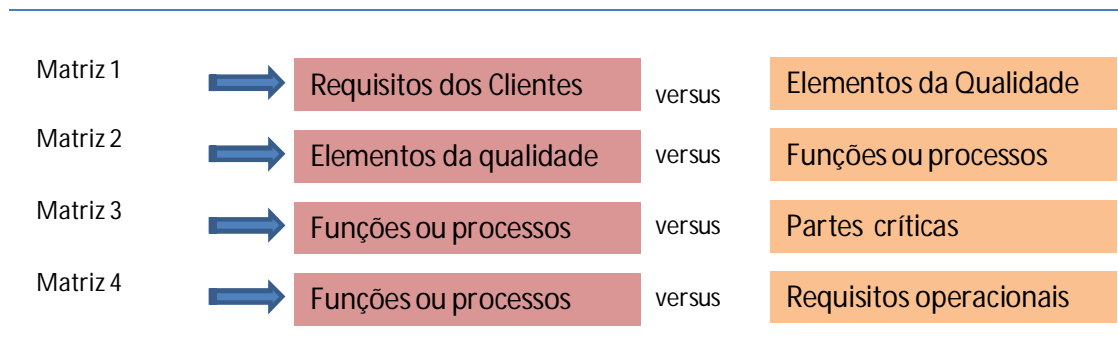 Matriz 1 Requisitos dos Clientes versus Elementos da Qualidade
Matriz 2 Elementos da qualidade versus Funções ou processos
Matriz 3 Funções ou processos versus Partes críticas
Matriz 4 Funções ou processos versus Requisitos operacionais